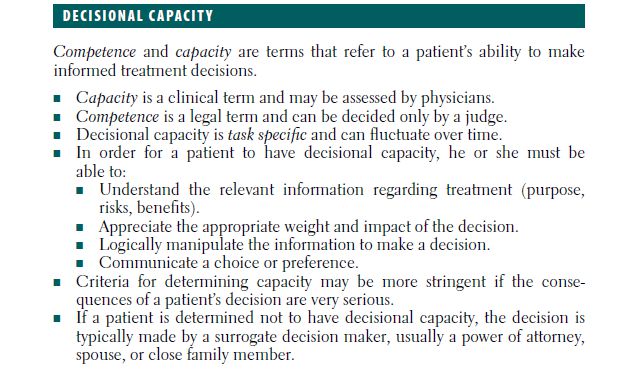 DECISIONAL CAPACITY
Competence and capacity are terms that refer to a patient's ability to make
informed treatment decisions.
■ Capacity is a clinical term and may be assessed by physicians.
■ Competence is a legal term and can be decided only by a judge.
■ Decisional capacity is task specific and can fluctuate over time.
■ In order for a patient to have decisional capacity, he or she must be
able to:
■ Understand the relevant information regarding treatment (purpose,
risks, benefits).
■ Appreciate the appropriate weight and impact of the decision.
■ Logically manipulate the information to make a decision.
■ Communicate a choice or preference.
■ Criteria for determining capacity may be more stringent if the conse-
quences of a patient's decision are very serious.
■ If a patient is determined not to have decisional capacity, the decision is
typically made by a surrogate decision maker, usually a power of attorney,
spouse, or close family member.